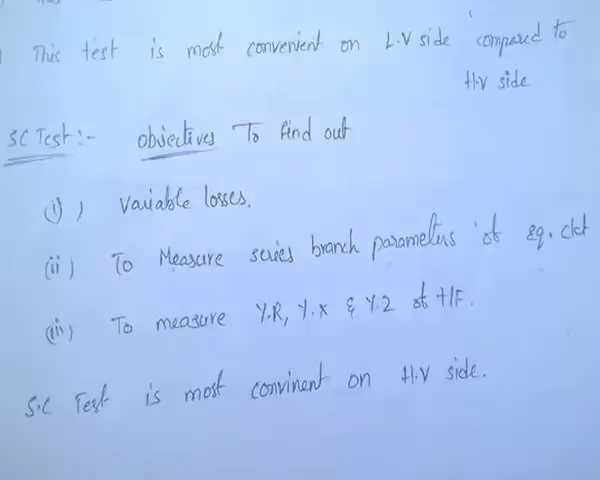 This test is most convenient on L.V side compared to
H.V side
SC Test:- Objectives To find out
(i) ) Variable losses.
(ii) To Measure series branch parameters of eq. ckt
(iii) To measure %R, %X & %Z of T/F.
S.C Test is most convinent on H.V side.